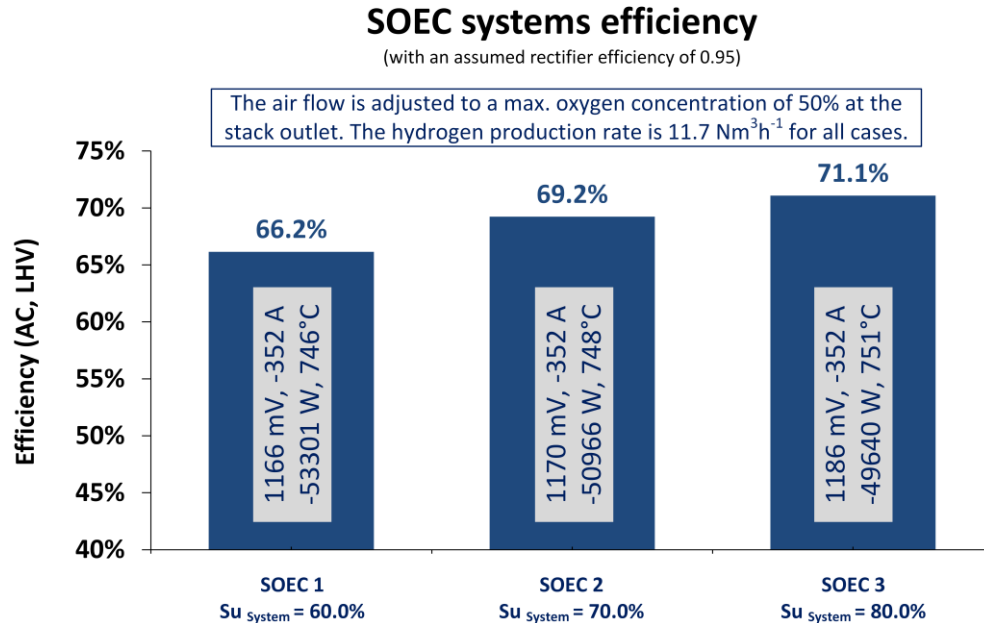 SOEC systems efficiency
(with an assumed rectifier efficiency of 0.95)
The air flow is adjusted to a max. oxygen concentration of 50% at the
stack outlet. The hydrogen production rate is 11.7 Nm³h⁻¹ for all cases.
Efficiency (AC, LHV)
75%
70%
65%
60%
55%
50%
45%
40%
66.2%
69.2%
71.1%
1166 mV, -352 A
-53301 W, 746°C
1170 mV, -352 A
-50966 W, 748°C
1186 mV, -352 A
-49640 W, 751°C
SOEC 1
Su System = 60.0%
SOEC 2
Su System = 70.0%
SOEC 3
Su System = 80.0%